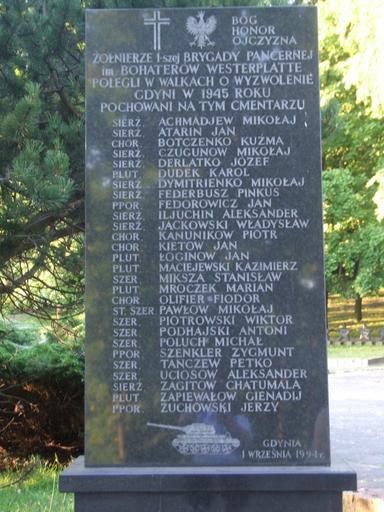 BÓG
HONOR
OJCZYZNA
ŻOŁNIERZE 1-szej BRYGADY PANCERNEJ
im BOHATERÓW WESTERPLATTE
POLEGLI W WALKACH O WYZWOLENIE
GDYNI W 1945 ROKU
POCHOWANI NA TYM CMENTARZU
SIERŻ. ACHMADJEW MIKOŁAJ
SIERŻ. ATARIN JAN
CHOR. BOTCZENKO KUŹMA
SIERŻ. CZUGUNÓW MIKOŁAJ
SIERŻ. DERLATKO JÓZEF
PLUT. DUDEK KAROL
SIERŻ. DYMITRIENKO MIKOŁAJ
SIERŻ. FEDERBUSZ PINKUS
PPOR. FEDOROWICZ JAN
SIERŻ. ILJUCHIN ALEKSANDER
SIERŻ. JACKOWSKI WŁADYSŁAW
CHOR. KANUNIKÓW PIOTR
CHOR. KIETOW JAN
PLUT. ŁOGINOW JAN
PLUT. MACIEJEWSKI KAZIMIERZ
SZER. MIKSZA STANISŁAW
PLUT. MROCZEK MARIAN
CHOR. OLIFIER FIODOR
ST. SZER. PAWŁOW MIKOŁAJ
SZER. PIOTROWSKI WIKTOR
SZER. PODHAJSKI ANTONI
SZER. POLUCH MICHAŁ
PPOR. SZENKLER ZYGMUNT
SZER. TANCZEW PETKO
SZER. UCIOSOW ALEKSANDER
SIERŻ. ZAGITOW CHATUMALA
PLUT. ZAPIEWAŁOW GIENADIJ
PPOR. ŻUCHOWSKI JERZY
GDYNIA
1 WRZEŚNIA 1994 r.